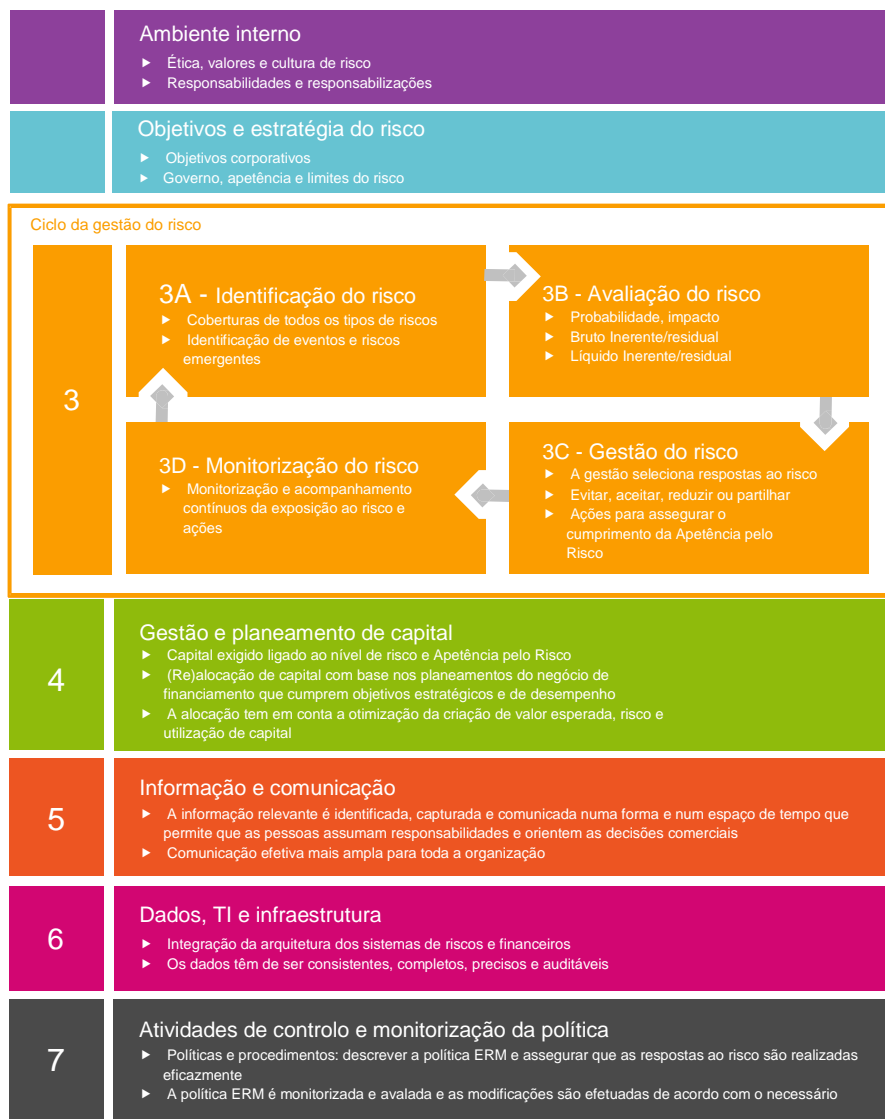 Ambiente interno
► Ética, valores e cultura de risco
► Responsabilidades e responsabilizações
Objetivos e estratégia do risco
► Objetivos corporativos
► Governo, apetência e limites do risco
Ciclo da gestão do risco
3
3A - Identificação do risco
► Coberturas de todos os tipos de riscos
► Identificação de eventos e riscos
emergentes
3B - Avaliação do risco
► Probabilidade, impacto
► Bruto Inerente/residual
► Líquido Inerente/residual
3D - Monitorização do risco
► Monitorização e acompanhamento
contínuos da exposição ao risco e
ações
3C - Gestão do risco
► A gestão seleciona respostas ao risco
► Evitar, aceitar, reduzir ou partilhar
► Ações para assegurar o
cumprimento da Apetência pelo
Risco
4
Gestão e planeamento de capital
► Capital exigido ligado ao nível de risco e Apetência pelo Risco
► (Re)alocação de capital com base nos planeamentos do negócio de
financiamento que cumprem objetivos estratégicos e de desempenho
► A alocação tem em conta a otimização da criação de valor esperada, risco e
utilização de capital
5
Informação e comunicação
► A informação relevante é identificada, capturada e comunicada numa forma e num espaço de tempo que
permite que as pessoas assumam responsabilidades e orientem as decisões comerciais
► Comunicação efetiva mais ampla para toda a organização
6
Dados, TI e infraestrutura
► Integração da arquitetura dos sistemas de riscos e financeiros
► Os dados têm de ser consistentes, completos, precisos e auditáveis
7
Atividades de controlo e monitorização da política
► Políticas e procedimentos: descrever a política ERM e assegurar que as respostas ao risco são realizadas
eficazmente
► A política ERM é monitorizada e avalada e as modificações são efetuadas de acordo com o necessário